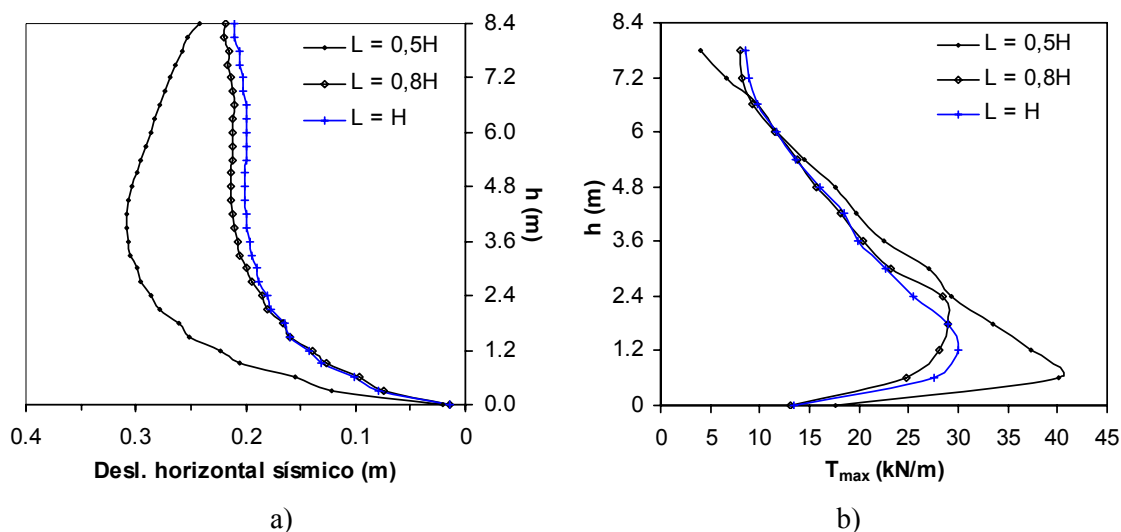 8.4
7.2
6.0
4.8
3.6
2.4
1.2
0.0
h (m)
L = 0,5H
L = 0,8H
L = H
0.4 0.3 0.2 0.1 0
Desl. horizontal sísmico (m)
a)
8.4
7.2
6
4.8
3.6
2.4
1.2
0
h (m)
L = 0,5H
L = 0,8H
L = H
0 5 10 15 20 25 30 35 40 45
Tmax (kN/m)
b)